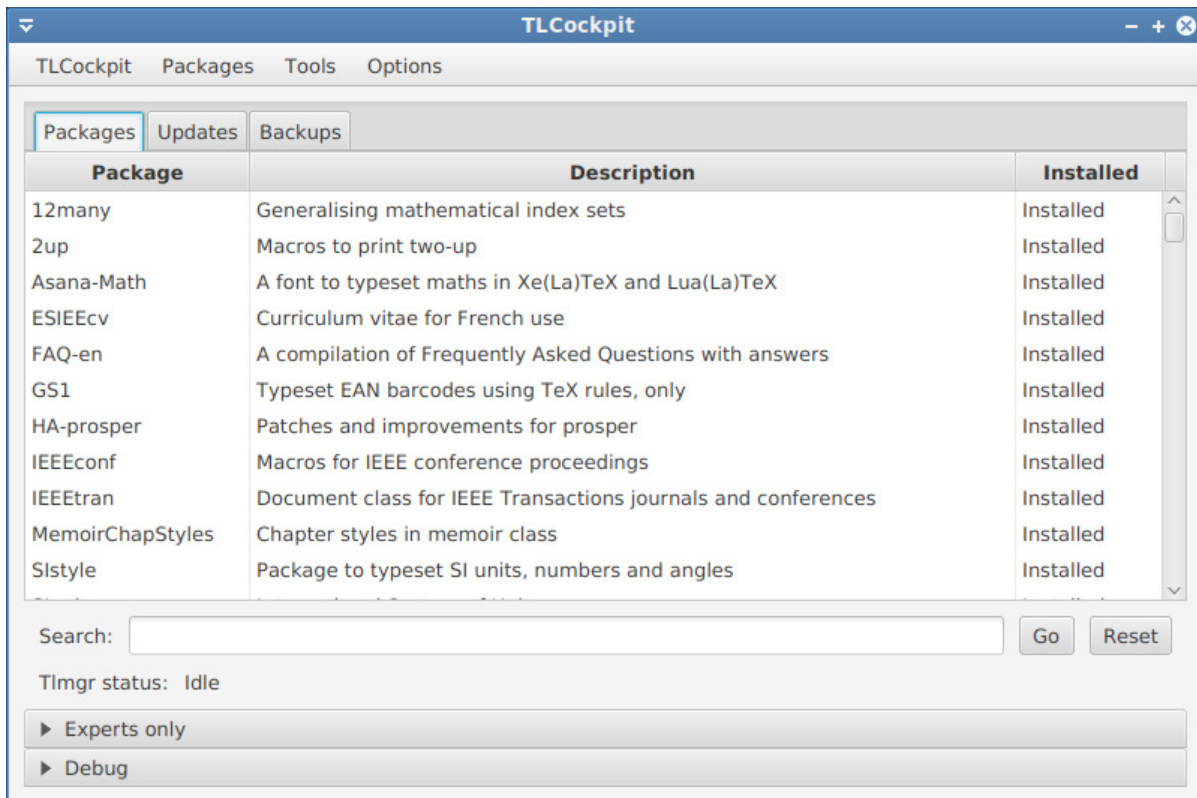 TLCockpit
TLCockpit Packages Tools Options
Packages Updates Backups
Package Description Installed
12many Generalising mathematical index sets Installed
2up Macros to print two-up Installed
Asana-Math A font to typeset maths in Xe(La)TeX and Lua(La)TeX Installed
ESIEEcv Curriculum vitae for French use Installed
FAQ-en A compilation of Frequently Asked Questions with answers Installed
GS1 Typeset EAN barcodes using TeX rules, only Installed
HA-prosper Patches and improvements for prosper Installed
IEEEconf Macros for IEEE conference proceedings Installed
IEEEtran Document class for IEEE Transactions journals and conferences Installed
MemoirChapStyles Chapter styles in memoir class Installed
SIstyle Package to typeset SI units, numbers and angles Installed
Search: Go Reset
Tlmgr status: Idle
Experts only
Debug